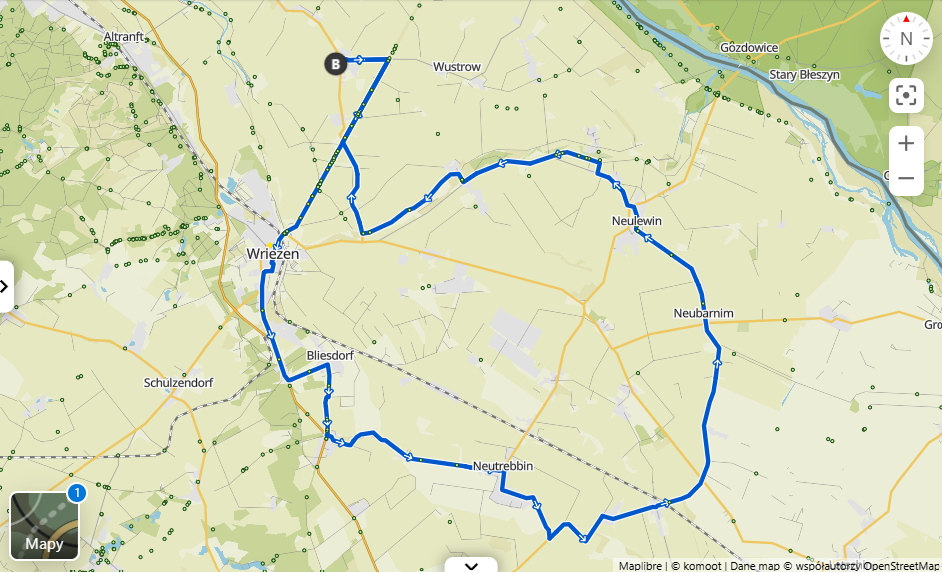 Altranft
Gozdowice
N
B
Wustrow
Stary Błeszyn
Neulewin
Wriezen
Neubarnim
Bliesdorf
Schulzendorf
Neutrebbin
1
Mapy
Maplibre | © komoot | Dane map © współautorzy OpenStreetMap